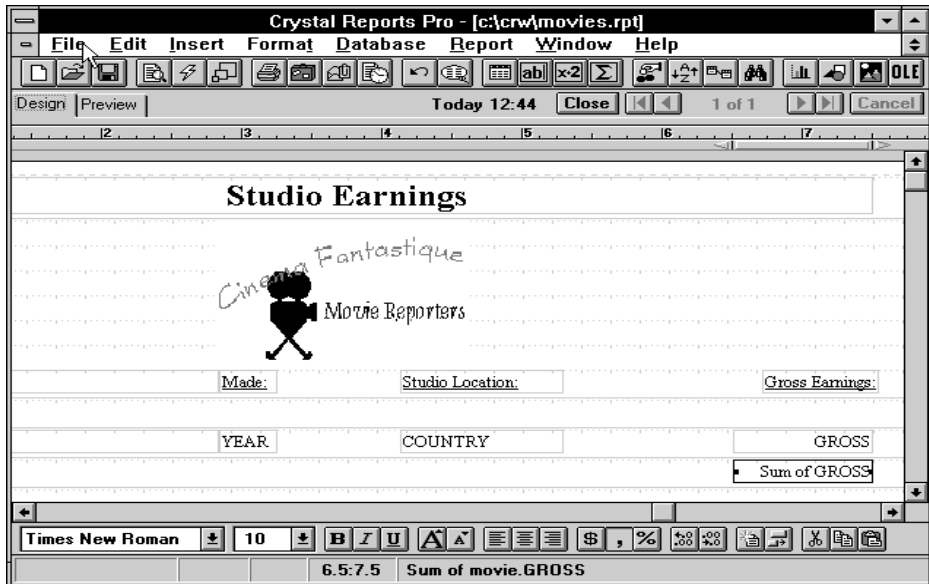 Crystal Reports Pro - [c:\crw\movies.rpt]
File Edit Insert Format Database Report Window Help
ab| x·2 Σ OLE
Design Preview Today 12:44 Close 1 of 1 Cancel
2 3 4 5 6 7
Studio Earnings
Cinema Fantastique
Movie Reporters
Made: Studio Location: Gross Earnings:
YEAR COUNTRY GROSS
Sum of GROSS
Times New Roman 10 B I U A A $ , %
6.5:7.5 Sum of movie.GROSS